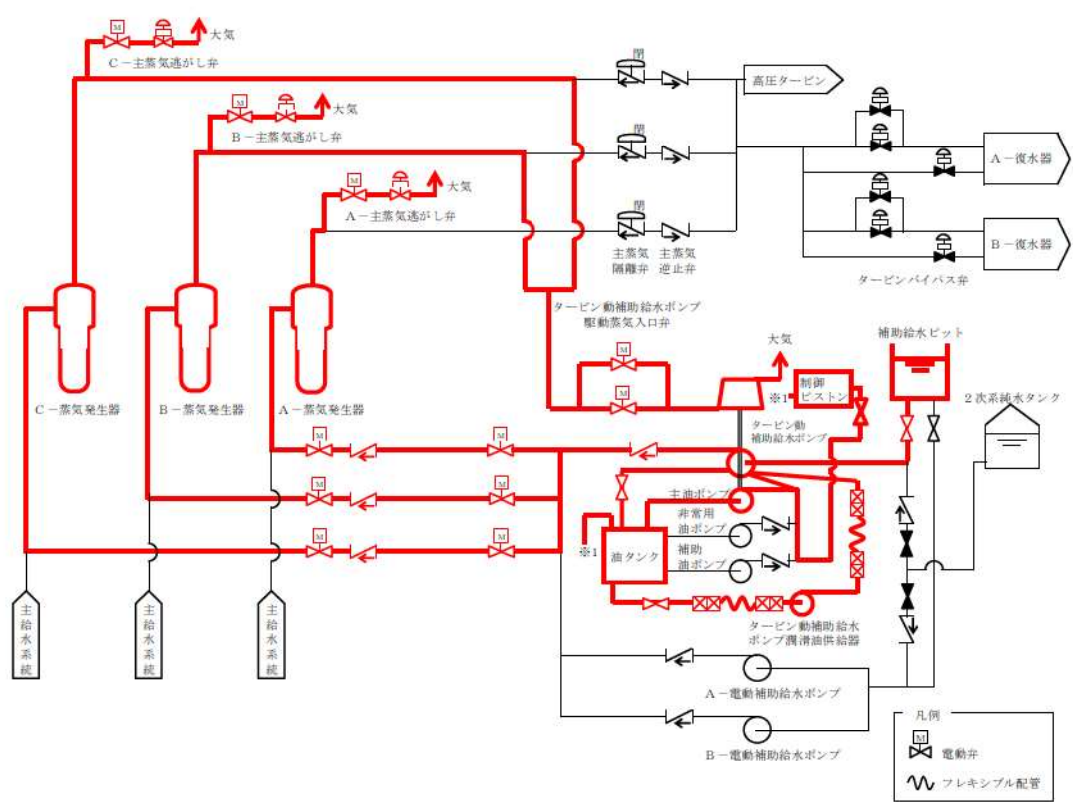 M
大気
C－主蒸気逃がし弁
閉
高圧タービン
M
大気
B－主蒸気逃がし弁
閉
A－復水器
M
大気
A－主蒸気逃がし弁
閉
主蒸気
隔離弁
主蒸気
逆止弁
B－復水器
タービンバイパス弁
タービン動補助給水ポンプ
駆動蒸気入口弁
補助給水ピット
大気
M
制御
ピストン
※1
2次系純水タンク
C－蒸気発生器
B－蒸気発生器
A－蒸気発生器
M
タービン動
補助給水ポンプ
M
M
主油ポンプ
M
M
非常用
油ポンプ
※1
油タンク
補助
油ポンプ
M
M
主給水系統
主給水系統
主給水系統
タービン動補助給水
ポンプ潤滑油供給器
A－電動補助給水ポンプ
B－電動補助給水ポンプ
凡例
M
電動弁
フレキシブル配管